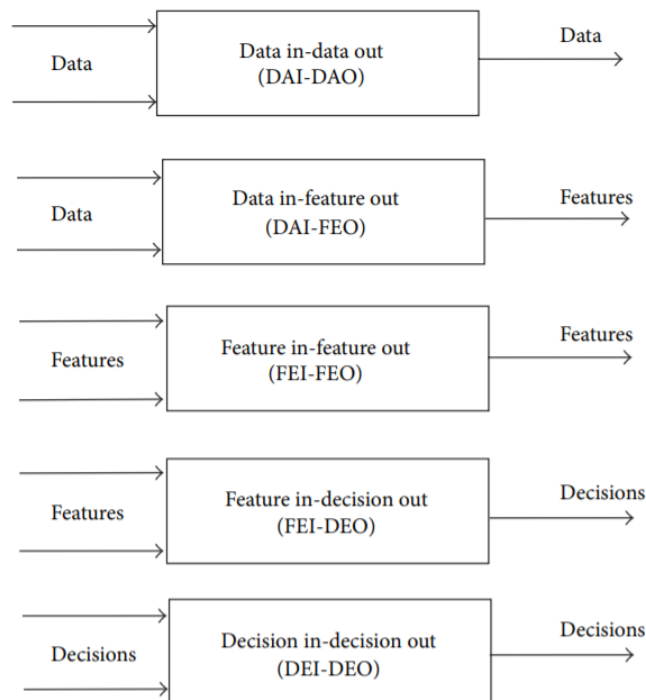 Data
Data in-data out
(DAI-DAO)
Data
Data
Data in-feature out
(DAI-FEO)
Features
Features
Feature in-feature out
(FEI-FEO)
Features
Features
Feature in-decision out
(FEI-DEO)
Decisions
Decisions
Decision in-decision out
(DEI-DEO)
Decisions